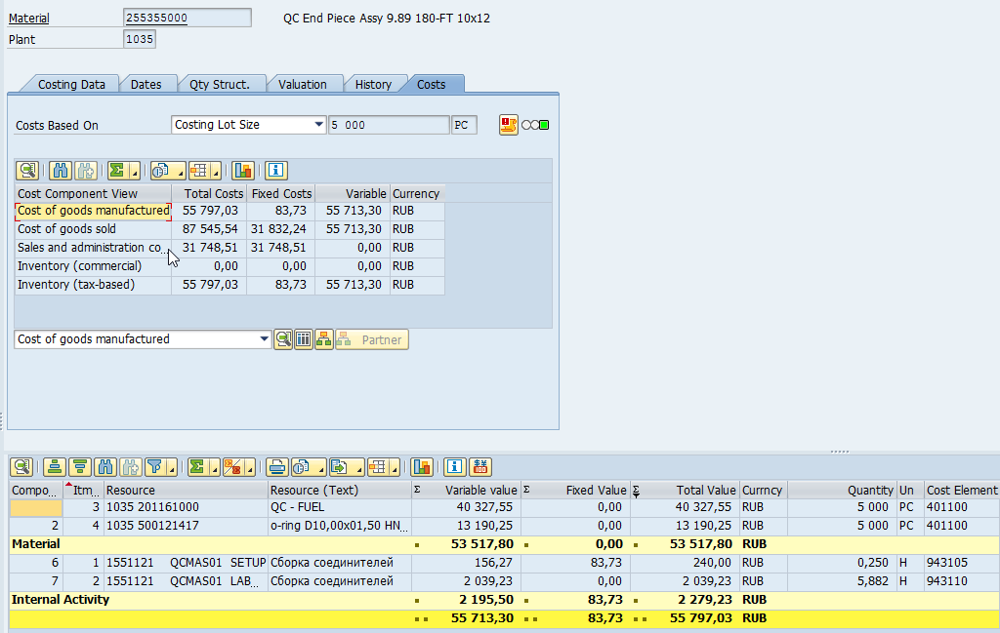 Material 255355000 QC End Piece Assy 9.89 180-FT 10x12
Plant 1035
Costing Data Dates Qty Struct. Valuation History Costs
Costs Based On Costing Lot Size 5 000 PC
Cost Component View Total Costs Fixed Costs Variable Currency
Cost of goods manufactured 55 797,03 83,73 55 713,30 RUB
Cost of goods sold 87 545,54 31 832,24 55 713,30 RUB
Sales and administration co... 31 748,51 31 748,51 0,00 RUB
Inventory (commercial) 0,00 0,00 0,00 RUB
Inventory (tax-based) 55 797,03 83,73 55 713,30 RUB
Cost of goods manufactured Partner
Compo... Itm... Resource Resource (Text) Σ Variable value Σ Fixed Value Σ Total Value Currncy Quantity Un Cost Element
3 1035 201161000 QC - FUEL 40 327,55 0,00 40 327,55 RUB 5 000 PC 401100
2 4 1035 500121417 o-ring D10,00x01,50 HN... 13 190,25 0,00 13 190,25 RUB 5 000 PC 401100
Material 53 517,80 0,00 53 517,80 RUB
6 1 1551121 QCMAS01 SETUP Сборка соединителей 156,27 83,73 240,00 RUB 0,250 H 943105
7 2 1551121 QCMAS01 LAB... Сборка соединителей 2 039,23 0,00 2 039,23 RUB 5,882 H 943110
Internal Activity 2 195,50 83,73 2 279,23 RUB
55 713,30 83,73 55 797,03 RUB